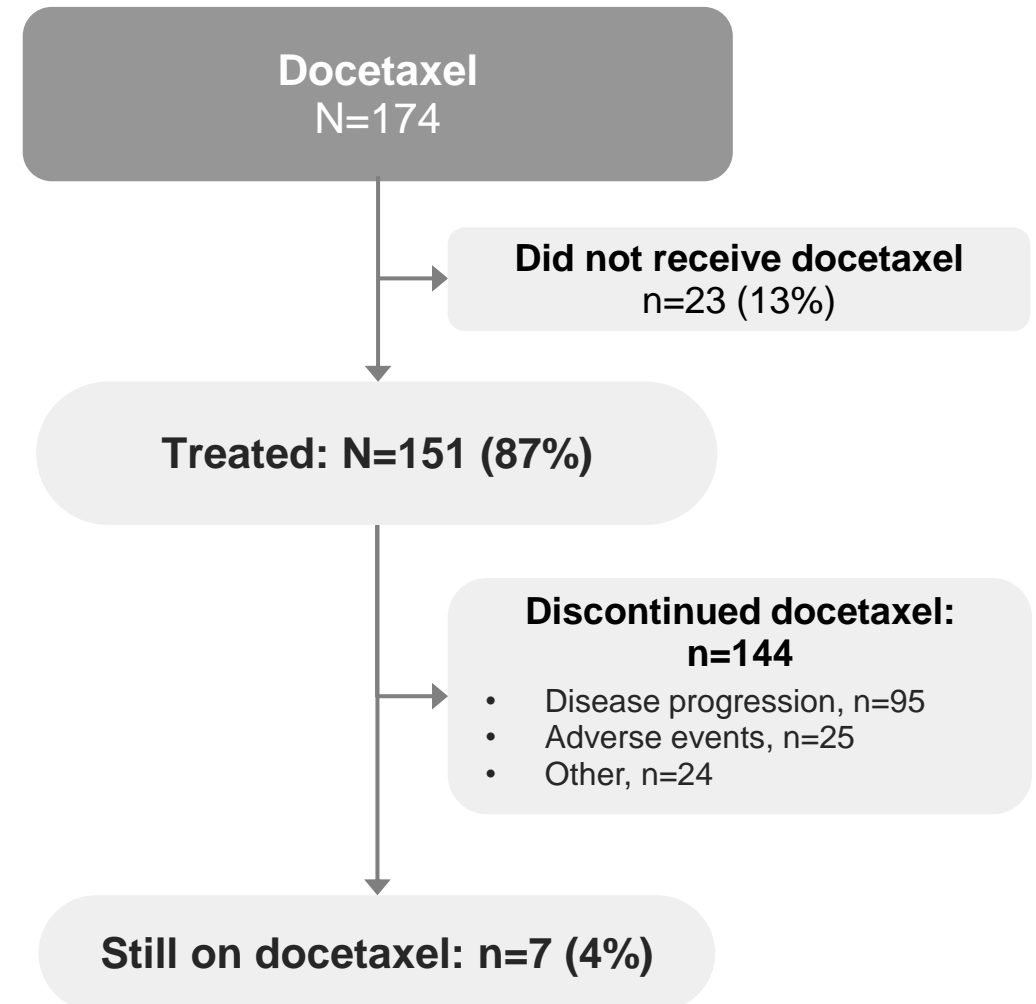 Docetaxel
N=174
Did not receive docetaxel
n=23 (13%)
Treated: N=151 (87%)
Discontinued docetaxel:
n=144
• Disease progression, n=95
• Adverse events, n=25
• Other, n=24
Still on docetaxel: n=7 (4%)